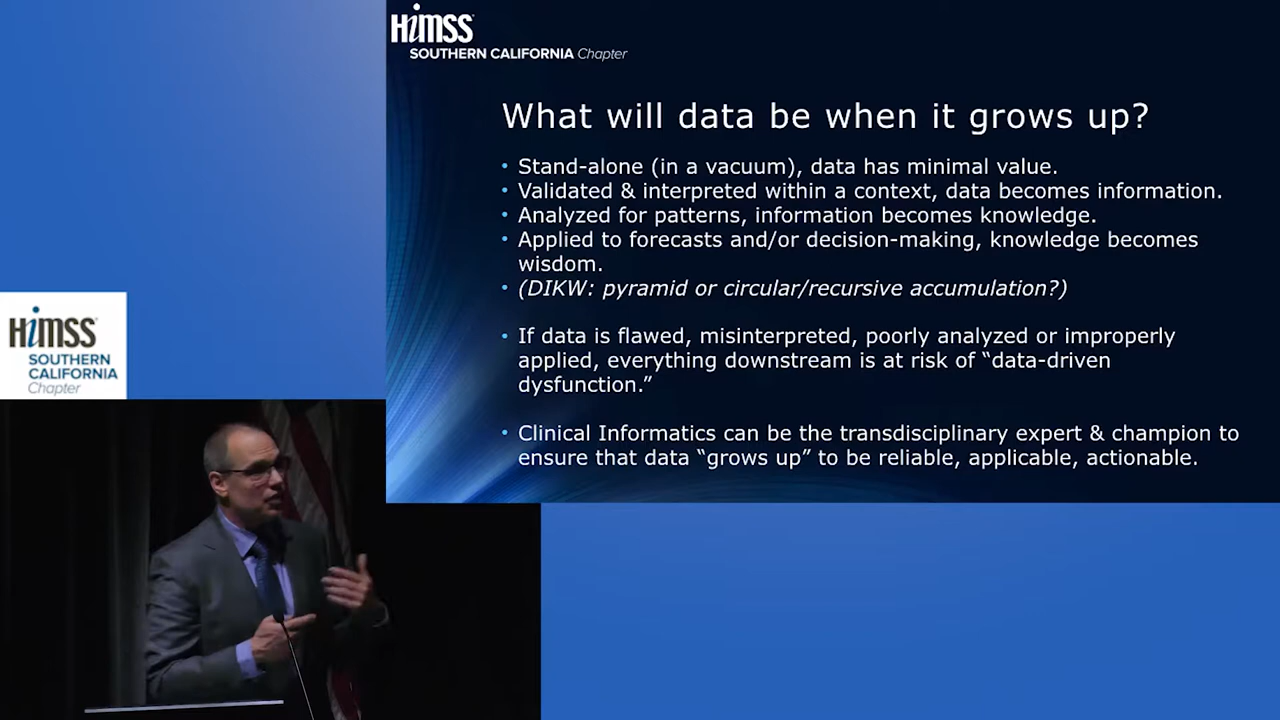 HiMSS
SOUTHERN CALIFORNIA Chapter
What will data be when it grows up?
• Stand-alone (in a vacuum), data has minimal value.
• Validated & interpreted within a context, data becomes information.
• Analyzed for patterns, information becomes knowledge.
• Applied to forecasts and/or decision-making, knowledge becomes
wisdom.
• (DIKW: pyramid or circular/recursive accumulation?)
• If data is flawed, misinterpreted, poorly analyzed or improperly
applied, everything downstream is at risk of “data-driven
dysfunction.”
• Clinical Informatics can be the transdisciplinary expert & champion to
ensure that data “grows up” to be reliable, applicable, actionable.
HiMSS
SOUTHERN
CALIFORNIA
Chapter